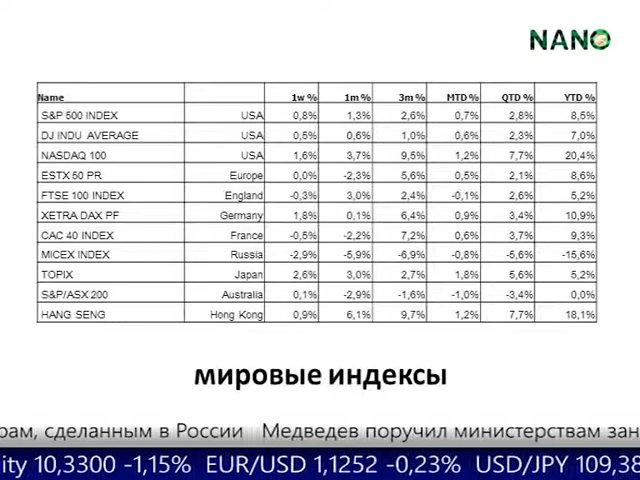 NANO
Name 1w % 1m % 3m % MTD % QTD % YTD %
S&P 500 INDEX USA 0,8% 1,3% 2,6% 0,7% 2,8% 8,5%
DJ INDU AVERAGE USA 0,5% 0,6% 1,0% 0,6% 2,3% 7,0%
NASDAQ 100 USA 1,6% 3,7% 9,5% 1,2% 7,7% 20,4%
ESTX 50 PR Europe 0,0% -2,3% 5,6% 0,5% 2,1% 8,6%
FTSE 100 INDEX England -0,3% 3,0% 2,4% -0,1% 2,6% 5,2%
XETRA DAX PF Germany 1,8% 0,1% 6,4% 0,9% 3,4% 10,9%
CAC 40 INDEX France -0,5% -2,2% 7,2% 0,6% 3,7% 9,3%
MICEX INDEX Russia -2,9% -5,9% -6,9% -0,8% -5,6% -15,6%
TOPIX Japan 2,6% 3,0% 2,7% 1,8% 5,6% 5,2%
S&P/ASX 200 Australia 0,1% -2,9% -1,6% -1,0% -3,4% 0,0%
HANG SENG Hong Kong 0,9% 6,1% 9,7% 1,2% 7,7% 18,1%
мировые индексы
рам, сделанным в России Медведев поручил министерствам зан
ity 10,3300 -1,15% EUR/USD 1,1252 -0,23% USD/JPY 109,38